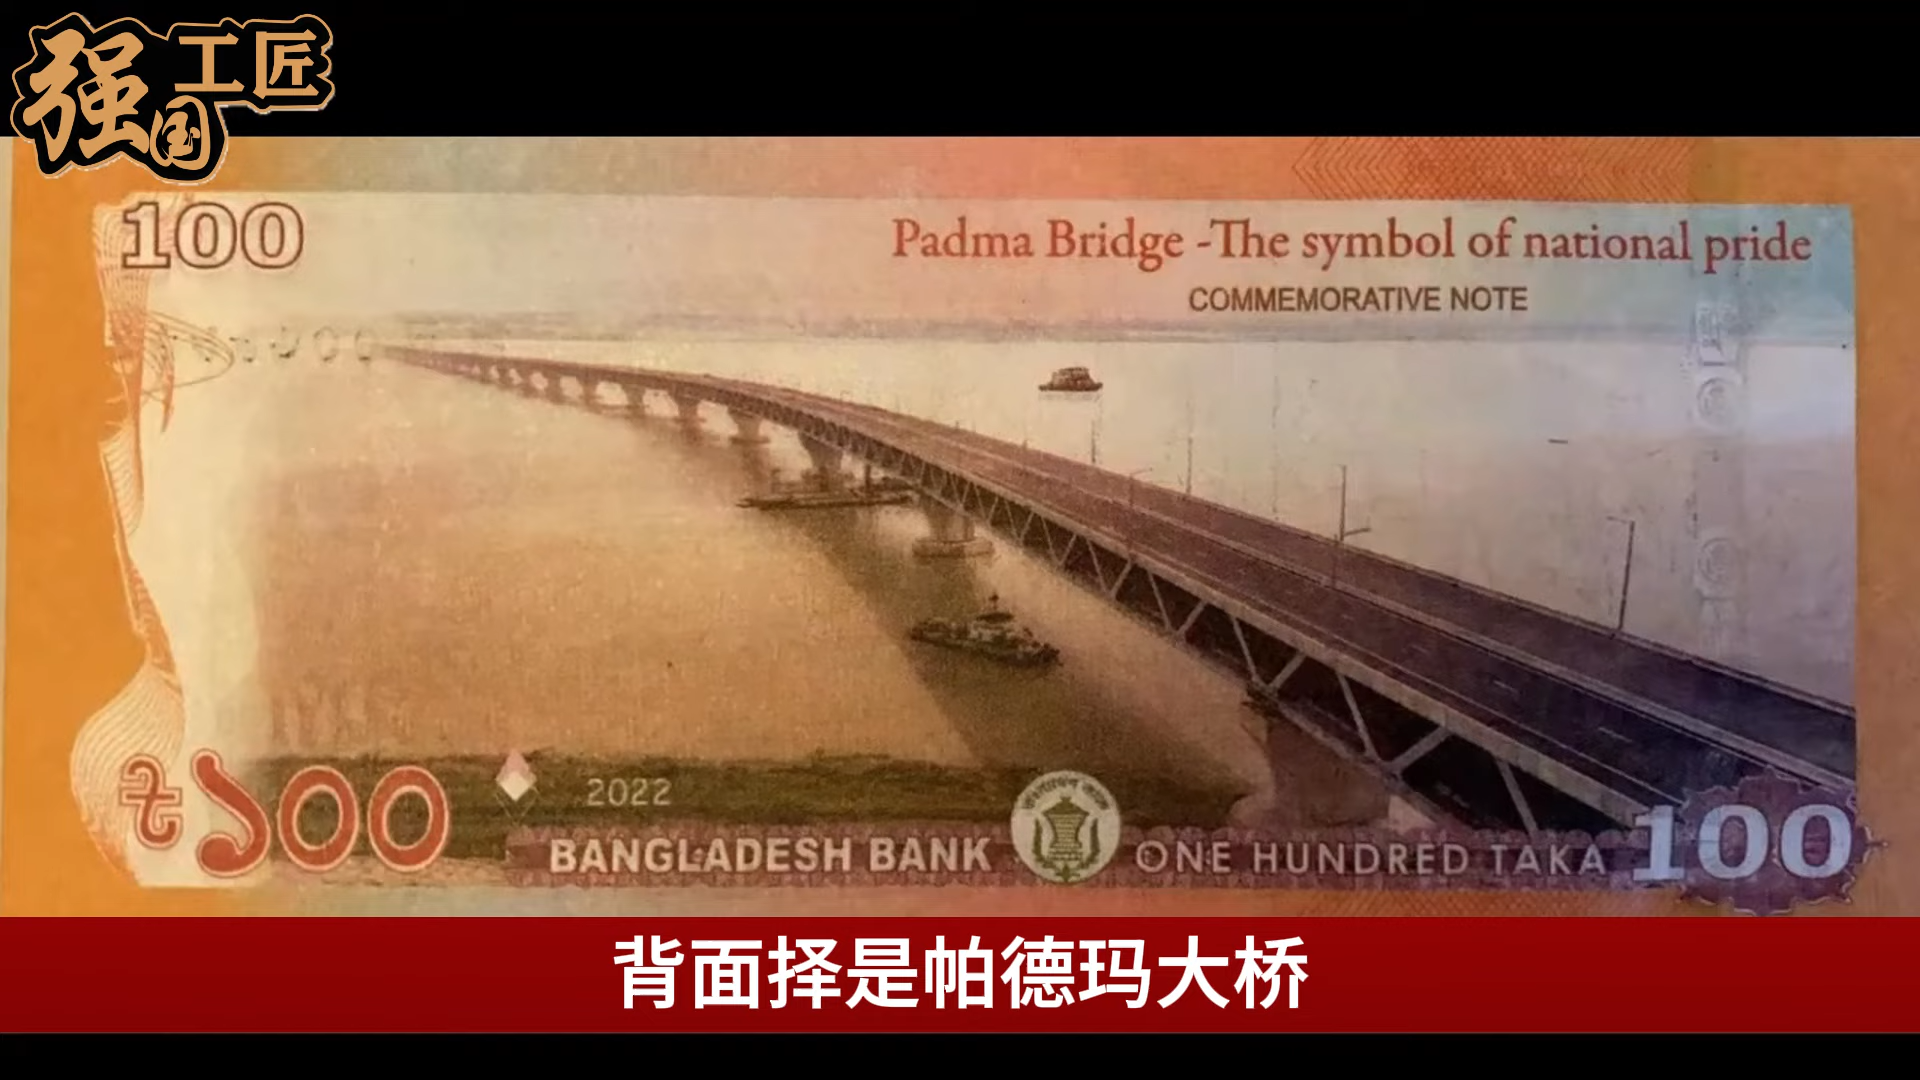 强国工匠
100
Padma Bridge -The symbol of national pride
COMMEMORATIVE NOTE
৳১০০
2022
BANGLADESH BANK
ONE HUNDRED TAKA
100
背面择是帕德玛大桥